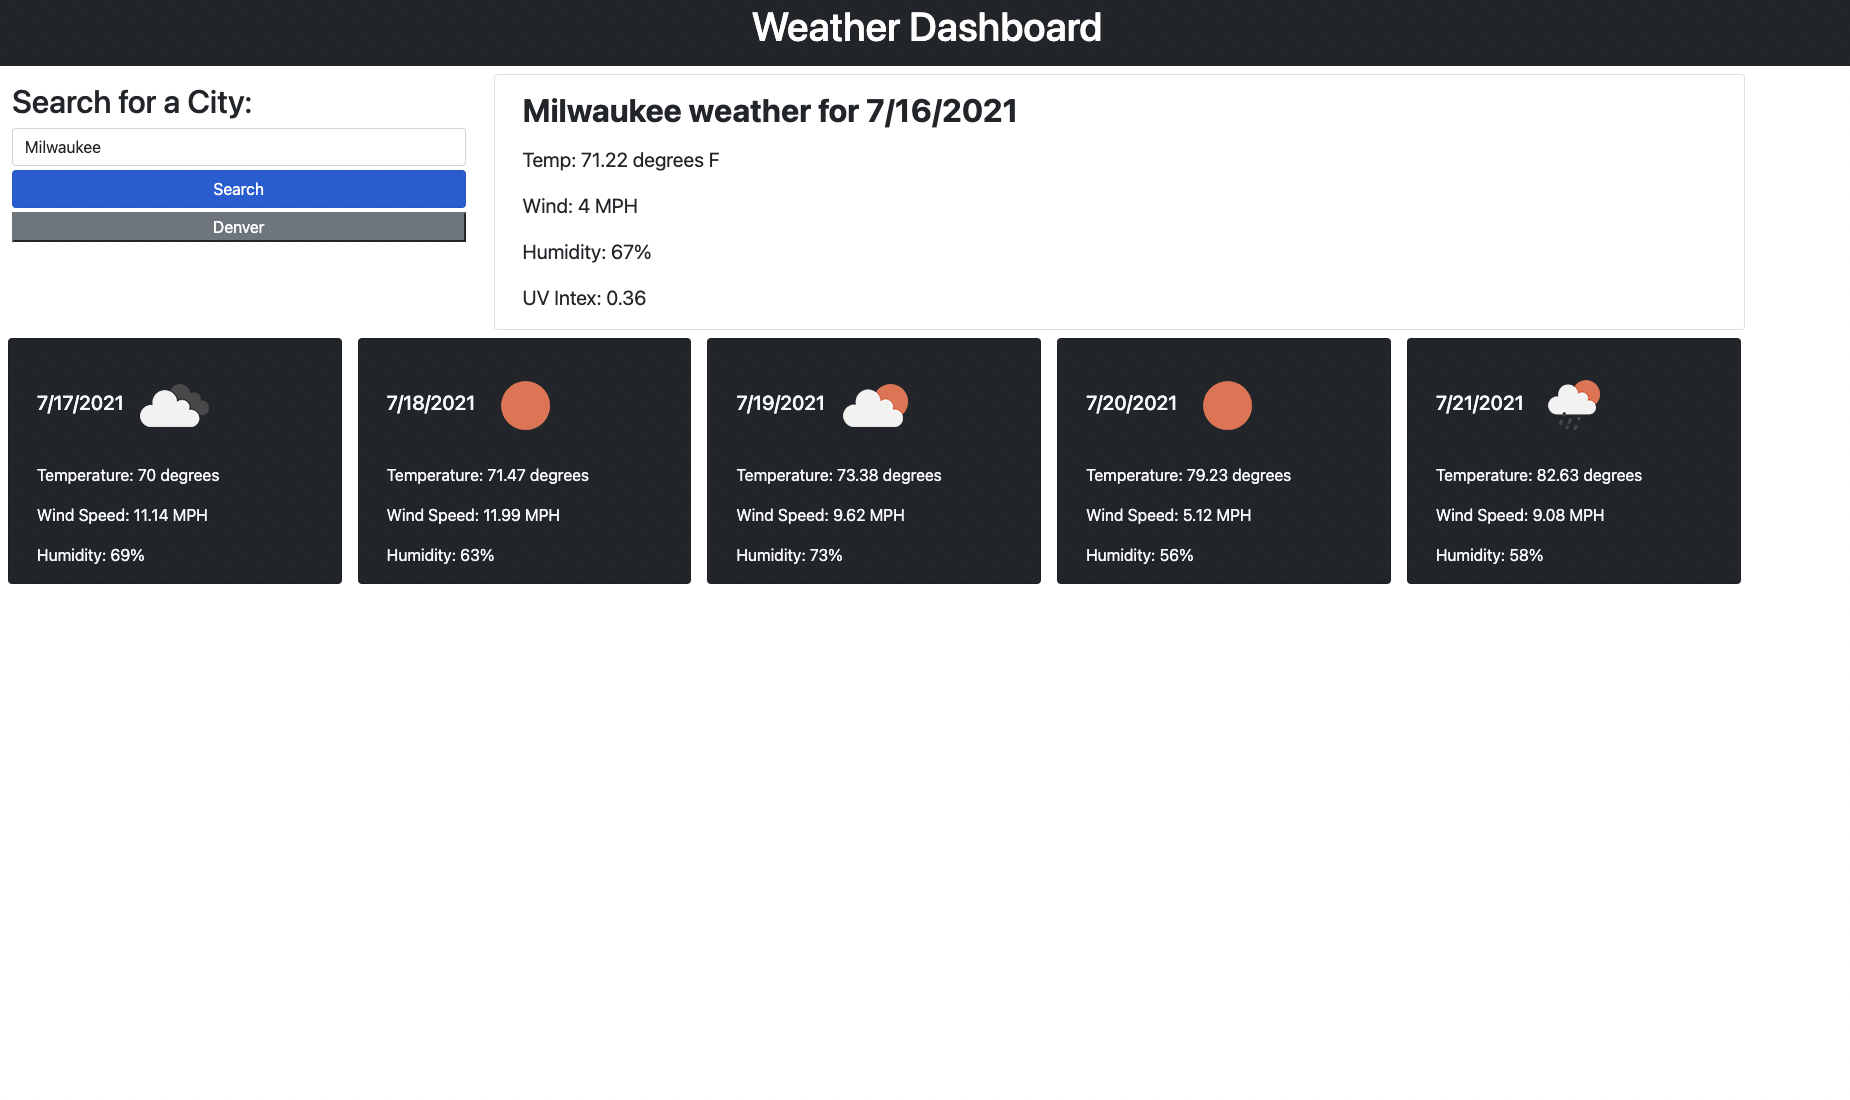 Weather Dashboard
Search for a City:
Milwaukee
Search
Denver
Milwaukee weather for 7/16/2021
Temp: 71.22 degrees F
Wind: 4 MPH
Humidity: 67%
UV Intex: 0.36
7/17/2021
Temperature: 70 degrees
Wind Speed: 11.14 MPH
Humidity: 69%
7/18/2021
Temperature: 71.47 degrees
Wind Speed: 11.99 MPH
Humidity: 63%
7/19/2021
Temperature: 73.38 degrees
Wind Speed: 9.62 MPH
Humidity: 73%
7/20/2021
Temperature: 79.23 degrees
Wind Speed: 5.12 MPH
Humidity: 56%
7/21/2021
Temperature: 82.63 degrees
Wind Speed: 9.08 MPH
Humidity: 58%